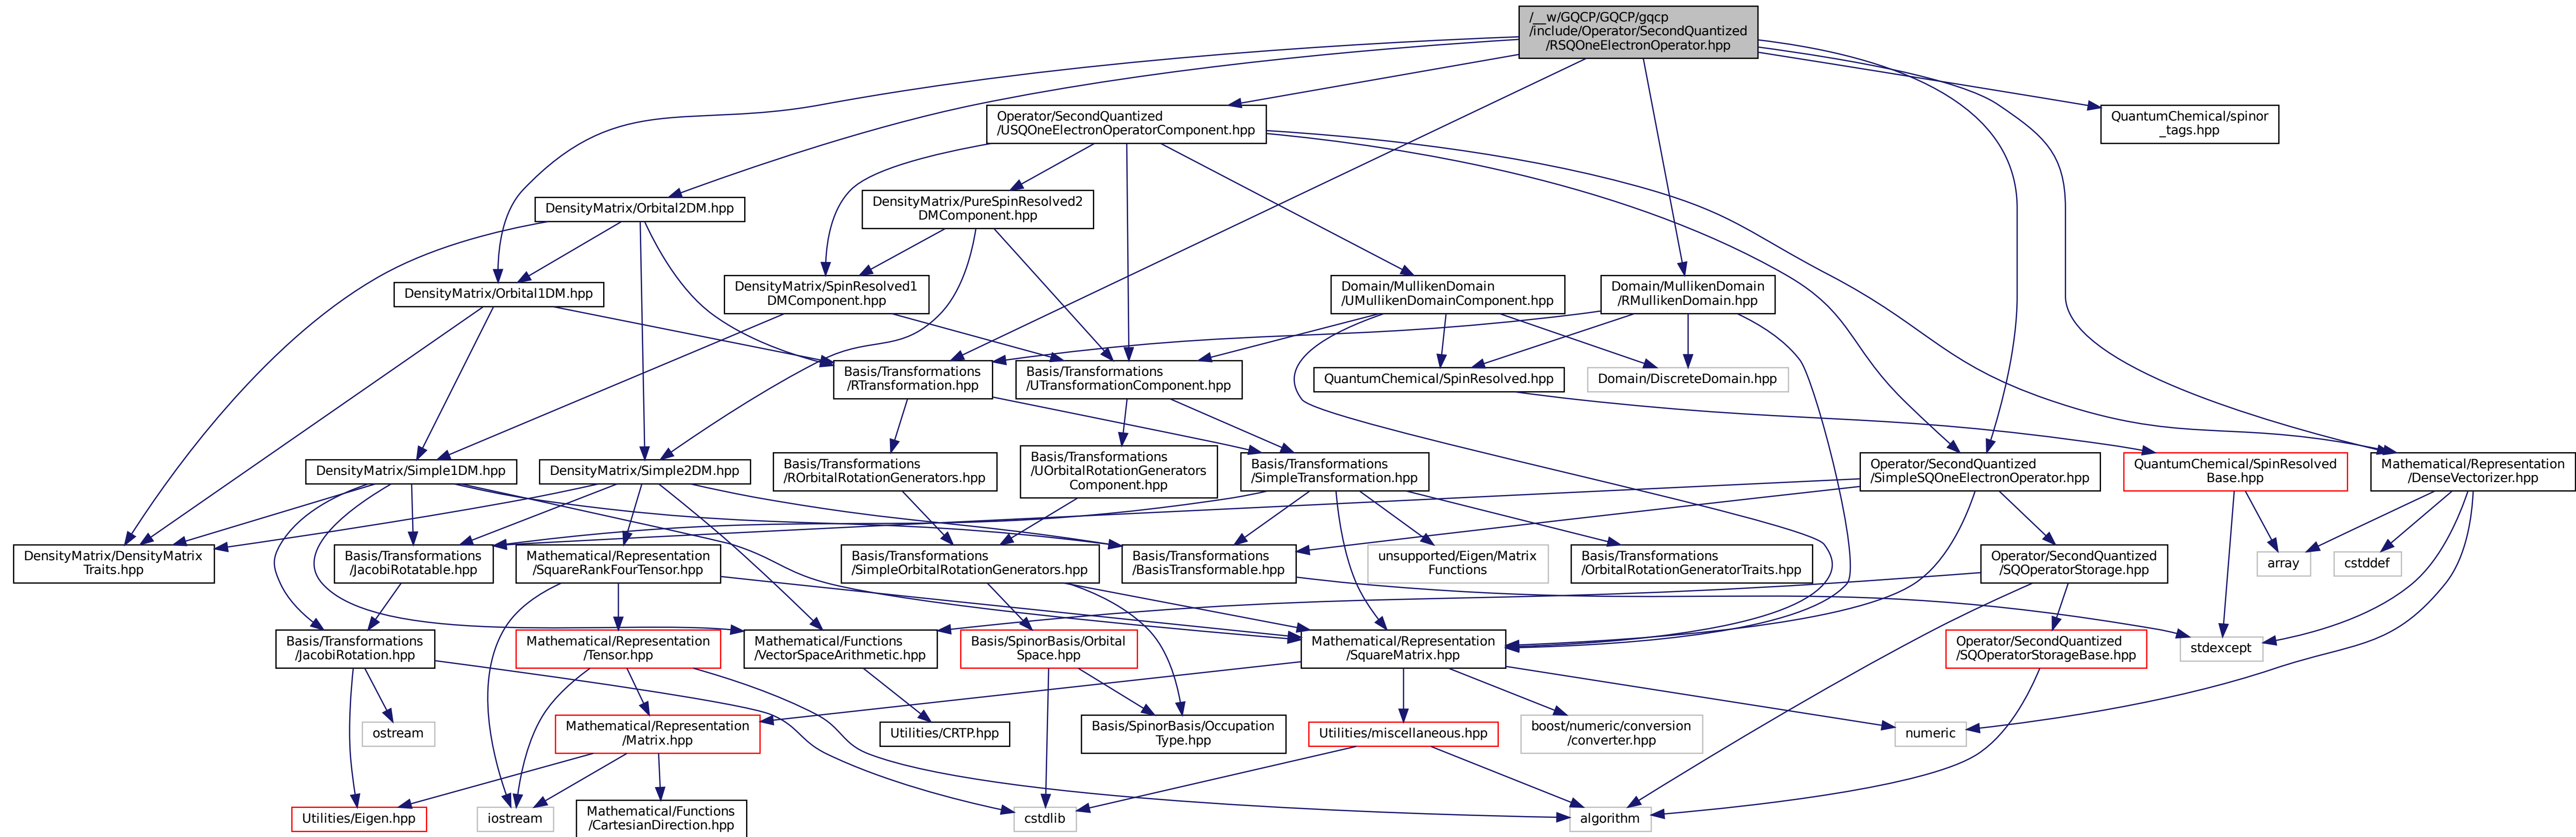 /__w/GQCP/GQCP/gqcp
/include/Operator/SecondQuantized
/RSQOneElectronOperator.hpp
Operator/SecondQuantized
/USQOneElectronOperatorComponent.hpp
QuantumChemical/spinor
_tags.hpp
DensityMatrix/Orbital2DM.hpp
DensityMatrix/PureSpinResolved2
DMComponent.hpp
DensityMatrix/Orbital1DM.hpp
DensityMatrix/SpinResolved1
DMComponent.hpp
Domain/MullikenDomain
/UMullikenDomainComponent.hpp
Domain/MullikenDomain
/RMullikenDomain.hpp
Basis/Transformations
/RTransformation.hpp
Basis/Transformations
/UTransformationComponent.hpp
QuantumChemical/SpinResolved.hpp
Domain/DiscreteDomain.hpp
DensityMatrix/Simple1DM.hpp
DensityMatrix/Simple2DM.hpp
Basis/Transformations
/ROrbitalRotationGenerators.hpp
Basis/Transformations
/UOrbitalRotationGenerators
Component.hpp
Basis/Transformations
/SimpleTransformation.hpp
Operator/SecondQuantized
/SimpleSQOneElectronOperator.hpp
QuantumChemical/SpinResolved
Base.hpp
Mathematical/Representation
/DenseVectorizer.hpp
DensityMatrix/DensityMatrix
Traits.hpp
Basis/Transformations
/JacobiRotatable.hpp
Mathematical/Representation
/SquareRankFourTensor.hpp
Basis/Transformations
/SimpleOrbitalRotationGenerators.hpp
Basis/Transformations
/BasisTransformable.hpp
unsupported/Eigen/Matrix
Functions
Basis/Transformations
/OrbitalRotationGeneratorTraits.hpp
Operator/SecondQuantized
/SQOperatorStorage.hpp
array
cstddef
Basis/Transformations
/JacobiRotation.hpp
Mathematical/Representation
/Tensor.hpp
Mathematical/Functions
/VectorSpaceArithmetic.hpp
Basis/SpinorBasis/Orbital
Space.hpp
Mathematical/Representation
/SquareMatrix.hpp
Operator/SecondQuantized
/SQOperatorStorageBase.hpp
stdexcept
ostream
Mathematical/Representation
/Matrix.hpp
Utilities/CRTP.hpp
Basis/SpinorBasis/Occupation
Type.hpp
Utilities/miscellaneous.hpp
boost/numeric/conversion
/converter.hpp
numeric
Utilities/Eigen.hpp
iostream
Mathematical/Functions
/CartesianDirection.hpp
cstdlib
algorithm